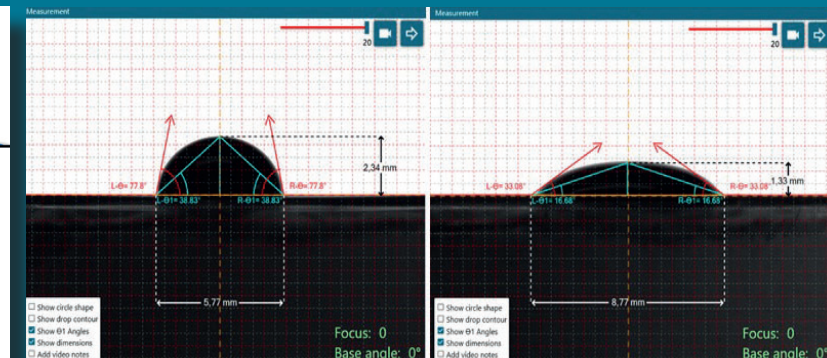 Measurement
20
2,34 mm
L-Θ= 77.8°
R-Θ= 77.8°
L-Θ1= 38.83°
R-Θ1= 38.83°
5,77 mm
Show circle shape
Show drop contour
Show Θ1 Angles
Show dimensions
Add video notes
Focus: 0
Base angle: 0°
Measurement
20
1,33 mm
L-Θ= 33.08°
R-Θ= 33.08°
L-Θ1= 16.68°
R-Θ1= 16.68°
8,77 mm
Show circle shape
Show drop contour
Show Θ1 Angles
Show dimensions
Add video notes
Focus: 0
Base angle: 0°